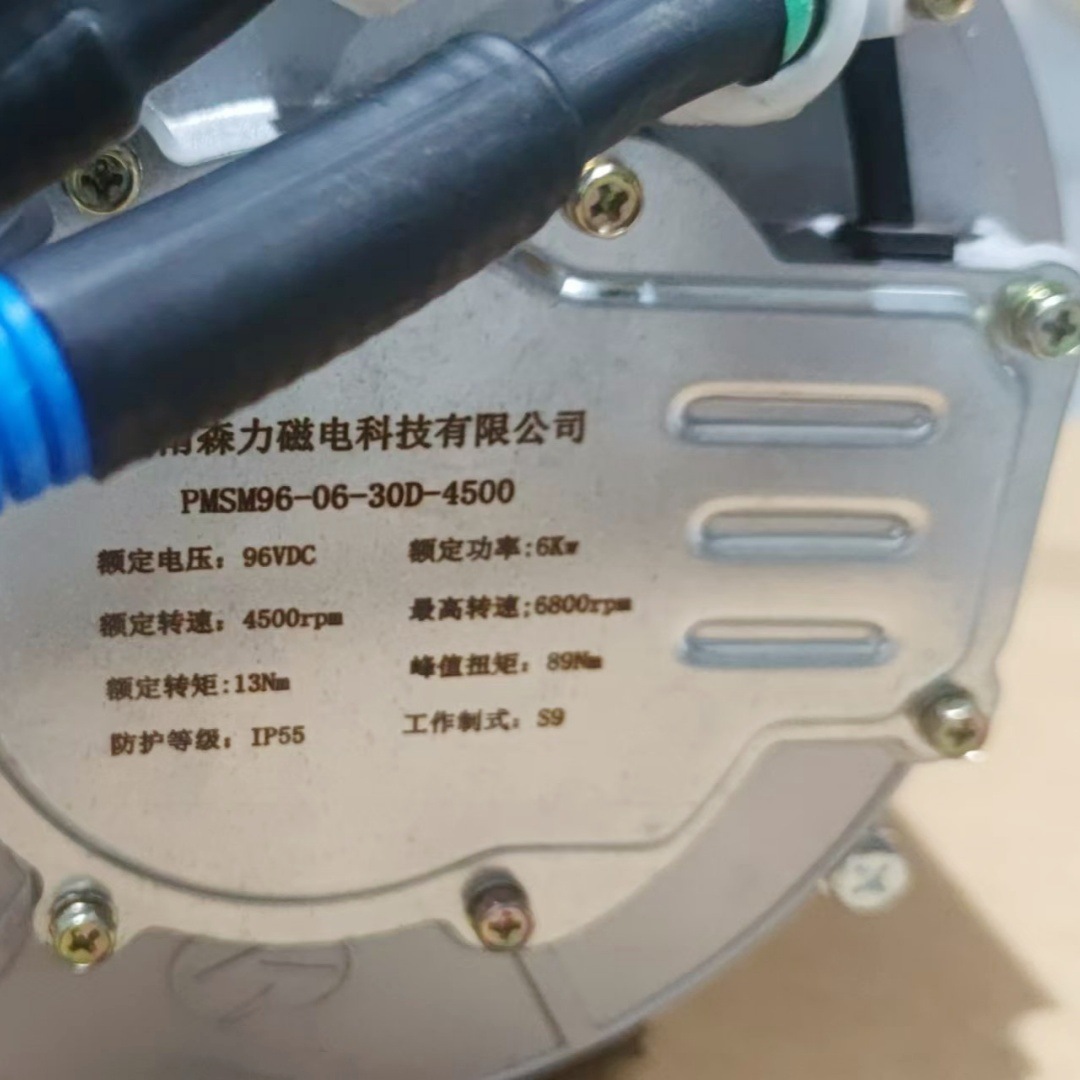 南森力磁电科技有限公司
PMSM96-06-30D-4500
额定电压：96VDC 额定功率:6Kw
额定转速：4500rpm 最高转速:6800rpm
额定转矩:13Nm 峰值扭矩：89Nm
防护等级：IP55 工作制式：S9